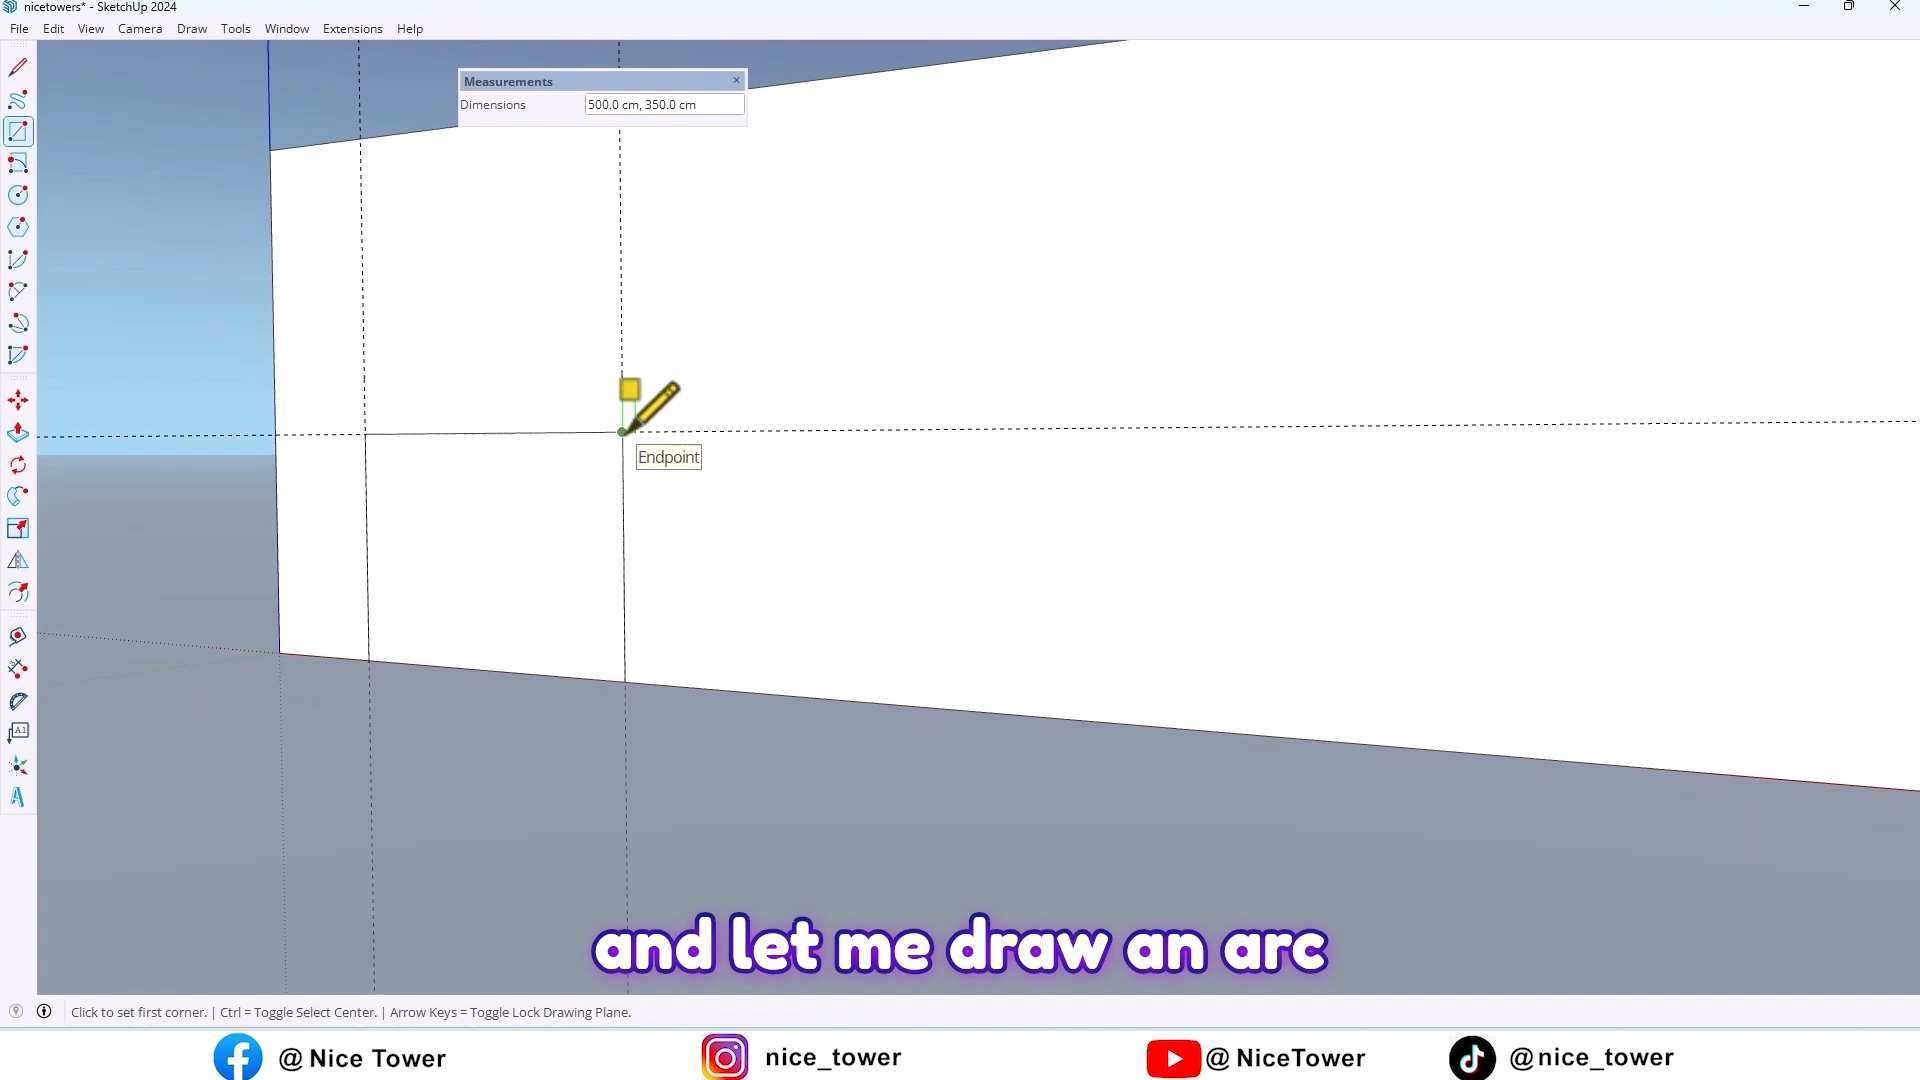 nicetowers* - SketchUp 2024
File Edit View Camera Draw Tools Window Extensions Help
Measurements
Dimensions 500.0 cm, 350.0 cm
Endpoint
A1
and let me draw an arc
Click to set first corner. | Ctrl = Toggle Select Center. | Arrow Keys = Toggle Lock Drawing Plane.
@ Nice Tower nice_tower @ NiceTower @nice_tower